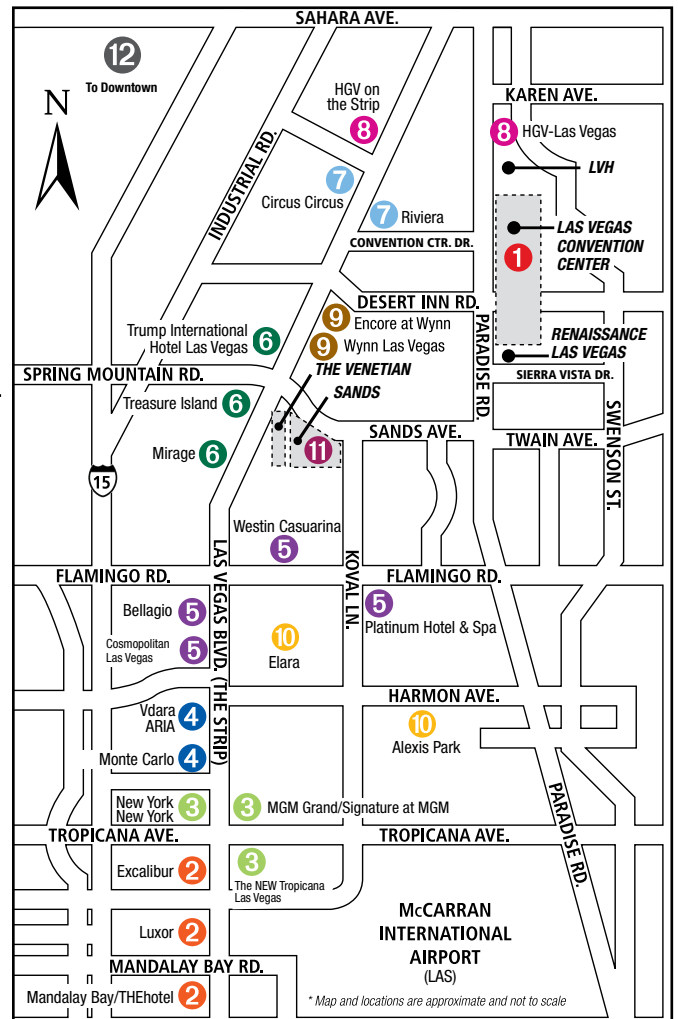 SAHARA AVE.
12
To Downtown
N
HGV on
the Strip
8
KAREN AVE.
8 HGV-Las Vegas
LVH
INDUSTRIAL RD.
7
Circus Circus
7 Riviera
CONVENTION CTR. DR.
LAS VEGAS
CONVENTION
CENTER
1
DESERT INN RD.
9 Encore at Wynn
Trump International
Hotel Las Vegas 6
9 Wynn Las Vegas
PARADISE RD.
RENAISSANCE
LAS VEGAS
SPRING MOUNTAIN RD.
THE VENETIAN
SANDS
SIERRA VISTA DR.
Treasure Island 6
SANDS AVE.
TWAIN AVE.
SWENSON ST.
Mirage 6
11
15
Westin Casuarina
5
LAS VEGAS BLVD. (THE STRIP)
KOVAL LN.
FLAMINGO RD.
FLAMINGO RD.
Bellagio 5
5
Platinum Hotel & Spa
Cosmopolitan
Las Vegas 5
10
Elara
HARMON AVE.
Vdara
ARIA 4
10
Alexis Park
Monte Carlo 4
New York
New York 3
3 MGM Grand/Signature at MGM
PARADISE RD.
TROPICANA AVE.
TROPICANA AVE.
Excalibur 2
3
The NEW Tropicana
Las Vegas
McCARRAN
INTERNATIONAL
AIRPORT
(LAS)
Luxor 2
MANDALAY BAY RD.
Mandalay Bay/THEhotel 2
* Map and locations are approximate and not to scale